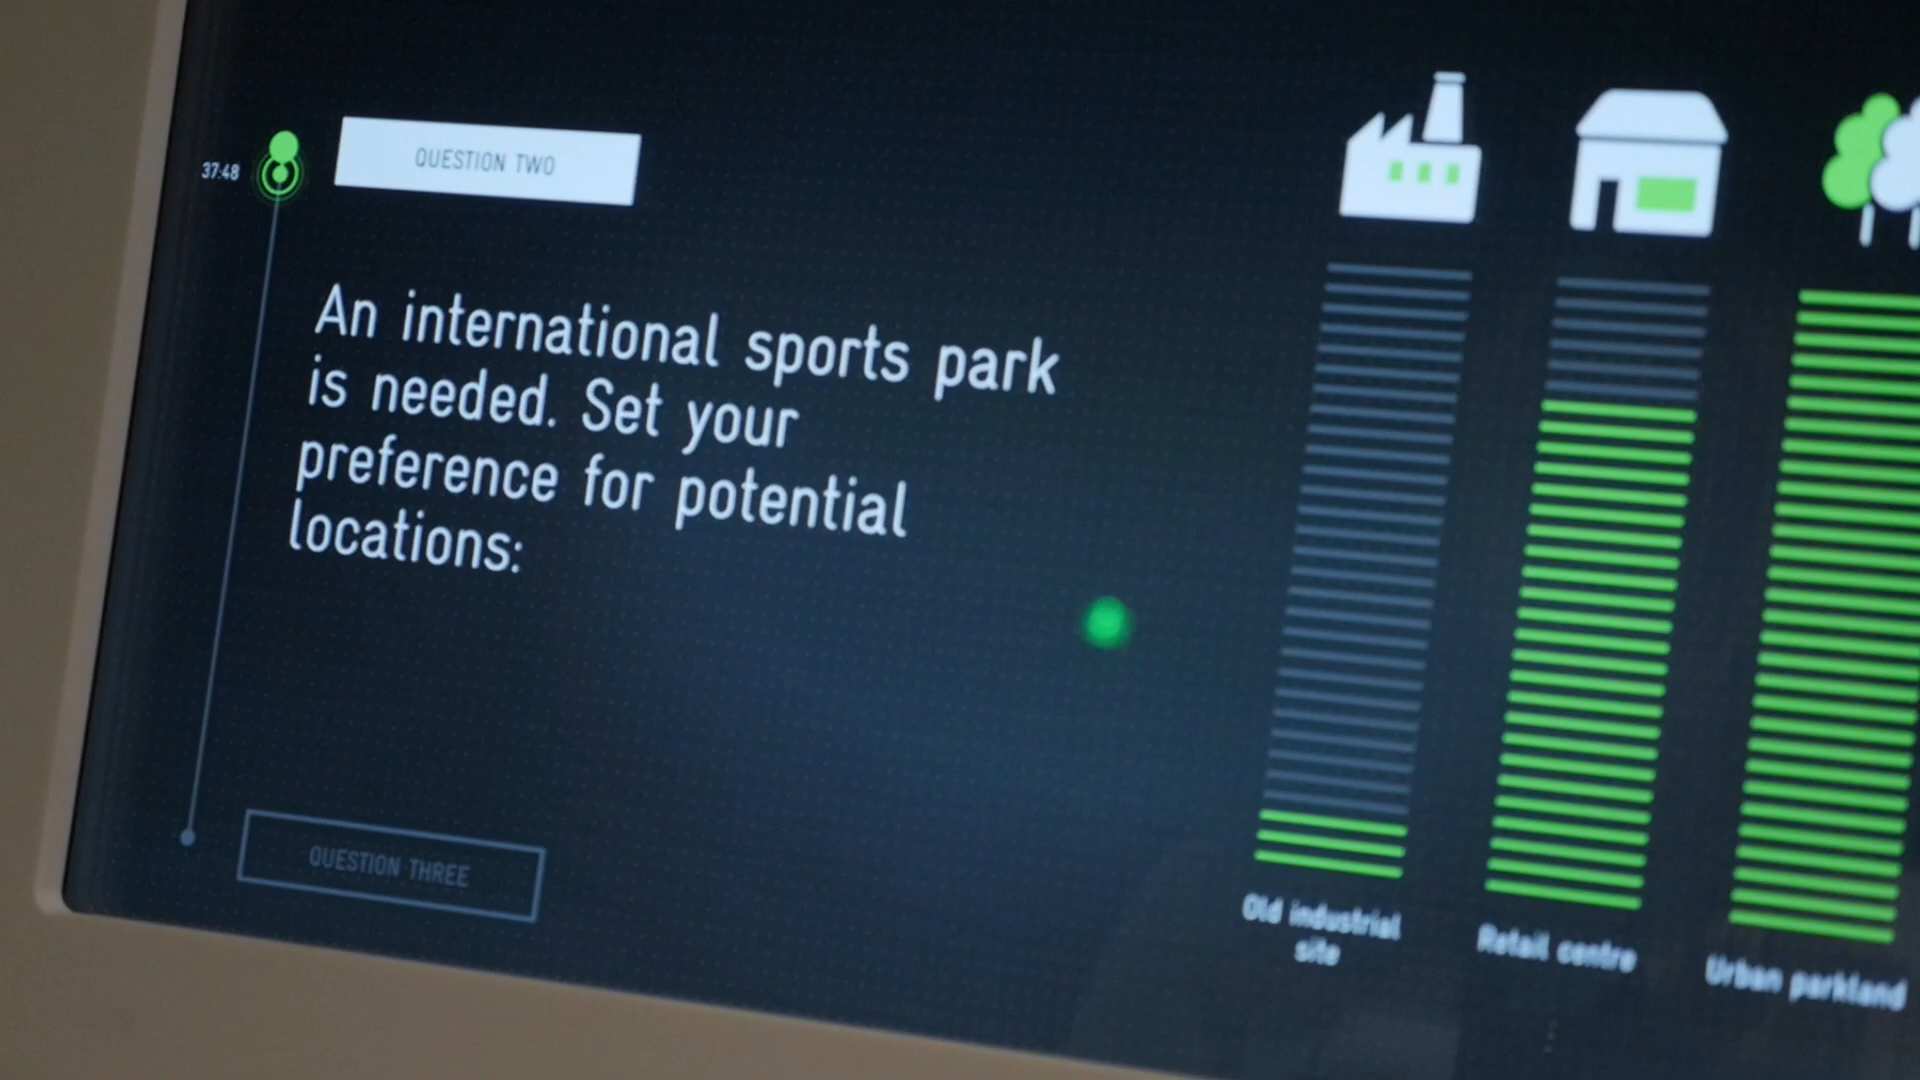 37:48
QUESTION TWO
An international sports park
is needed. Set your
preference for potential
locations:
QUESTION THREE
Old industrial
site
Retail centre
Urban parkland